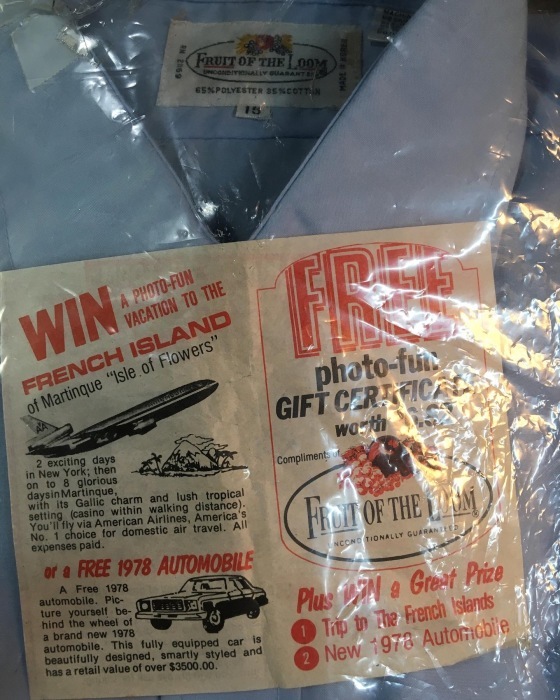 FRUIT OF THE LOOM
UNCONDITIONALLY GUARANTEED
65% POLYESTER 35% COTTON
15
WIN A PHOTO-FUN
VACATION TO THE
FRENCH ISLAND
of Martinique "Isle of Flowers"
2 exciting days
in New York; then
on to 8 glorious
daysinMartinique,
with its Gallic charm and lush tropical
setting (casino within walking distance).
You'll fly via American Airlines, America's
No. 1 choice for domestic air travel. All
expenses paid.
or a FREE 1978 AUTOMOBILE
A Free 1978
automobile. Pic-
ture yourself be-
hind the wheel of
a brand new 1978
automobile. This fully equipped car is
beautifully designed, smartly styled and
has a retail value of over $3500.00.
FREE
photo-fun
GIFT CERTIFICATE
worth
Compliments of
FRUIT OF THE LOOM
UNCONDITIONALLY GUARANTEED
Plus WIN a Great Prize
1 Trip to The French Islands
2 New 1978 Automobile